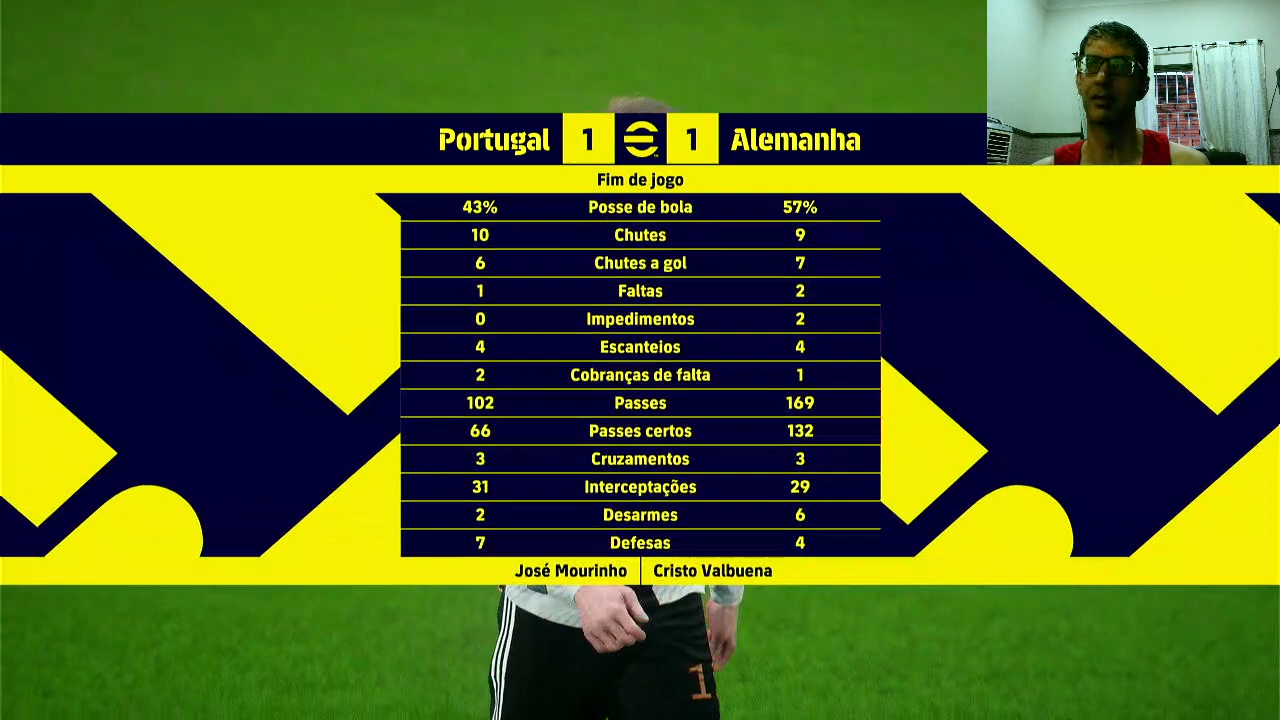 Portugal 1 1 Alemanha
Fim de jogo
43% Posse de bola 57%
10 Chutes 9
6 Chutes a gol 7
1 Faltas 2
0 Impedimentos 2
4 Escanteios 4
2 Cobranças de falta 1
102 Passes 169
66 Passes certos 132
3 Cruzamentos 3
31 Interceptações 29
2 Desarmes 6
7 Defesas 4
José Mourinho Cristo Valbuena
1